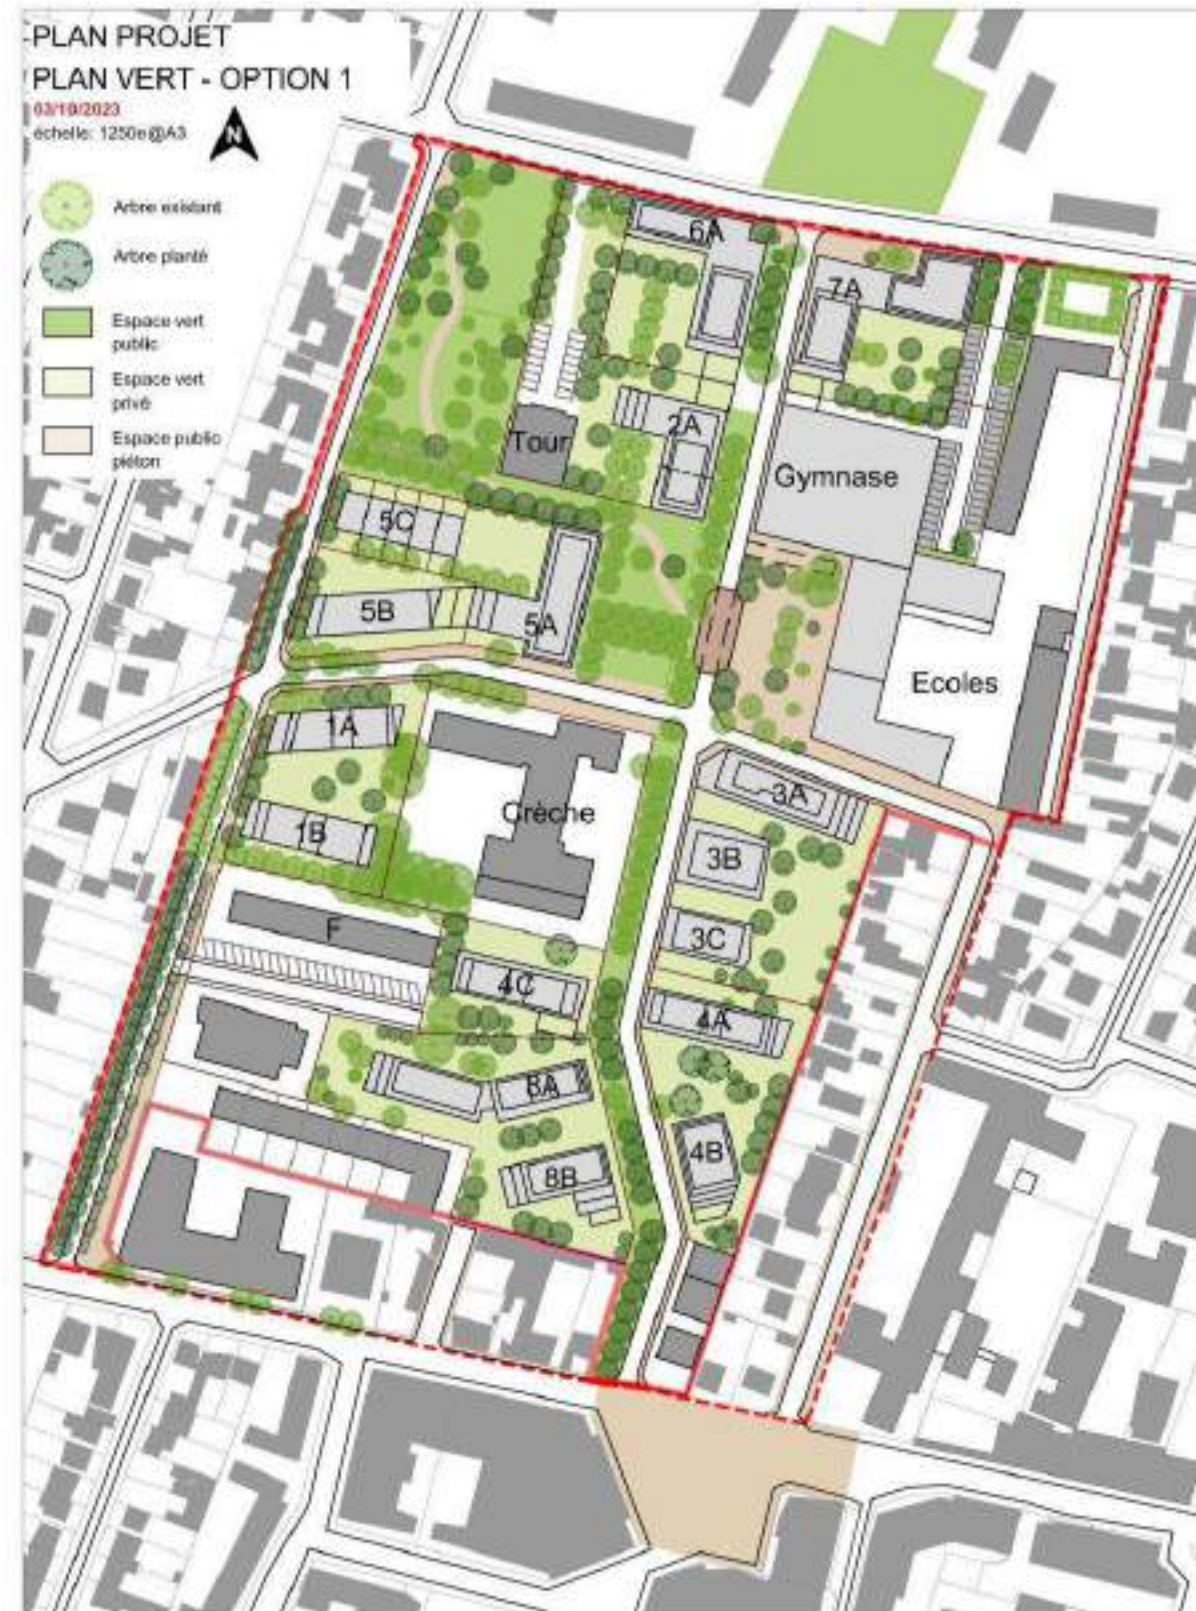 PLAN PROJET
PLAN VERT - OPTION 1
03/10/2023
échelle: 1250e@A3
N
Arbre existant
Arbre planté
Espace vert
public
Espace vert
privé
Espace public
piéton
6A
7A
2A
Tour
Gymnase
5C
5B
5A
Ecoles
1A
3A
Crèche
1B
3B
F
3C
4C
4A
8A
4B
8B